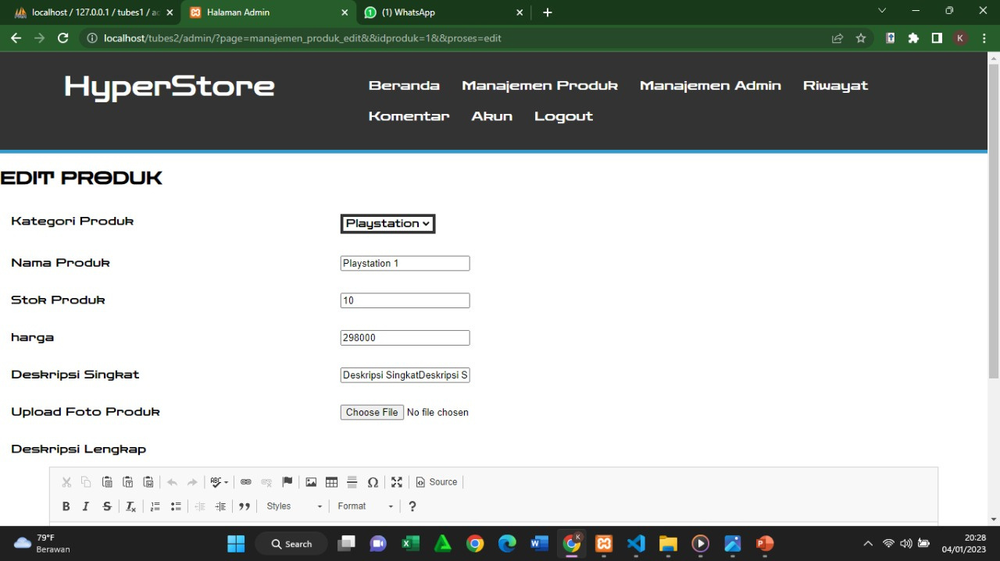 localhost / 127.0.0.1 / tubes1 / ac
Halaman Admin
(1) WhatsApp
localhost/tubes2/admin/?page=manajemen_produk_edit&&idproduk=1&&proses=edit
K
HyperStore
Beranda Manajemen Produk Manajemen Admin Riwayat
Komentar Akun Logout
EDIT PRODUK
Kategori Produk Playstation
Nama Produk Playstation 1
Stok Produk 10
harga 298000
Deskripsi Singkat Deskripsi SingkatDeskripsi S
Upload Foto Produk Choose File No file chosen
Deskripsi Lengkap
Source
B I S Styles Format ?
79°F
Berawan
Search
20:28
04/01/2023